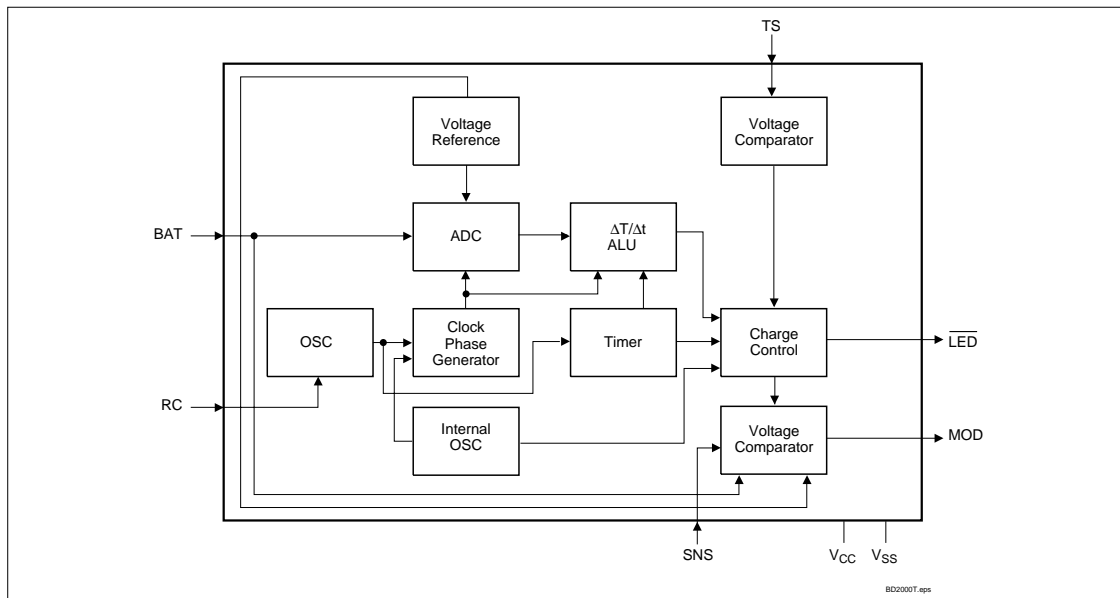 TS
Voltage
Reference
Voltage
Comparator
BAT
ADC
ΔT/Δt
ALU
OSC
Clock
Phase
Generator
Timer
Charge
Control
LED
RC
Internal
OSC
Voltage
Comparator
MOD
SNS
VCC
VSS
BD2000T.eps